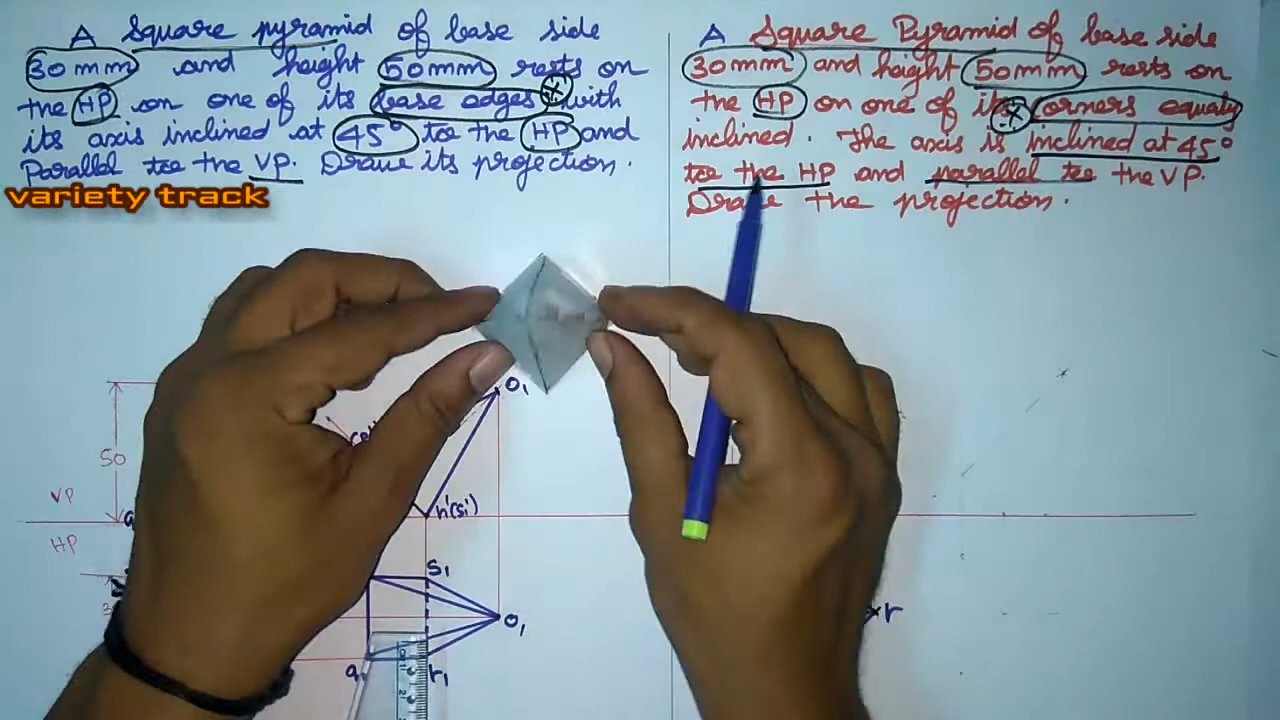 A Square pyramid of base side
30mm and height 50mm rests on
the HP on one of its base edges with
its axis inclined at 45° to the HP and
Parallel to the VP. Draw its projection.
variety track
A Square Pyramid of base side
30mm and height 50mm rests on
the HP on one of its corners equaly
inclined. The axis is inclined at 45°
to the HP and parallel to the VP.
Draw the projection.
O₁
50
VP
r'(s')
HP
S₁
O₁
r
q₁
r₁